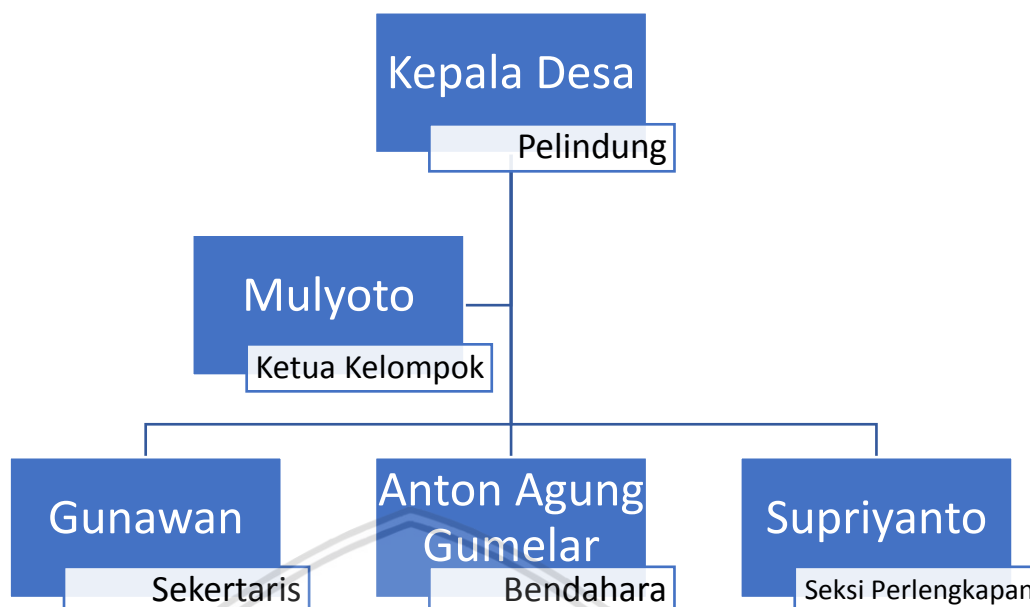 Kepala Desa
Pelindung
Mulyoto
Ketua Kelompok
Gunawan
Sekertaris
Anton Agung
Gumelar
Bendahara
Supriyanto
Seksi Perlengkapan